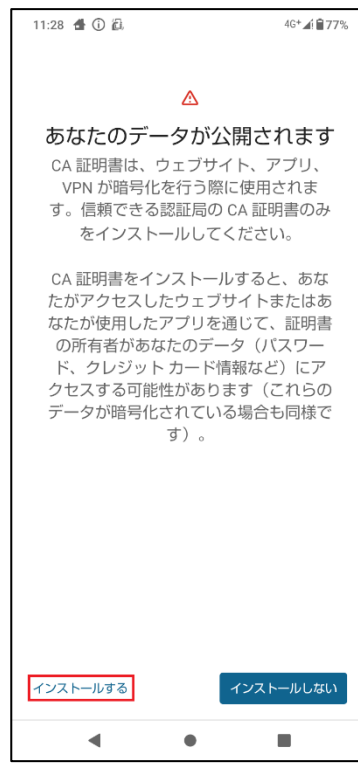 11:28 4G+ 77%
あなたのデータが公開されます
CA 証明書は、ウェブサイト、アプリ、
VPN が暗号化を行う際に使用されま
す。信頼できる認証局の CA 証明書のみ
をインストールしてください。
CA 証明書をインストールすると、あな
たがアクセスしたウェブサイトまたはあ
なたが使用したアプリを通じて、証明書
の所有者があなたのデータ（パスワー
ド、クレジット カード情報など）にア
クセスする可能性があります（これらの
データが暗号化されている場合も同様で
す）。
インストールする インストールしない